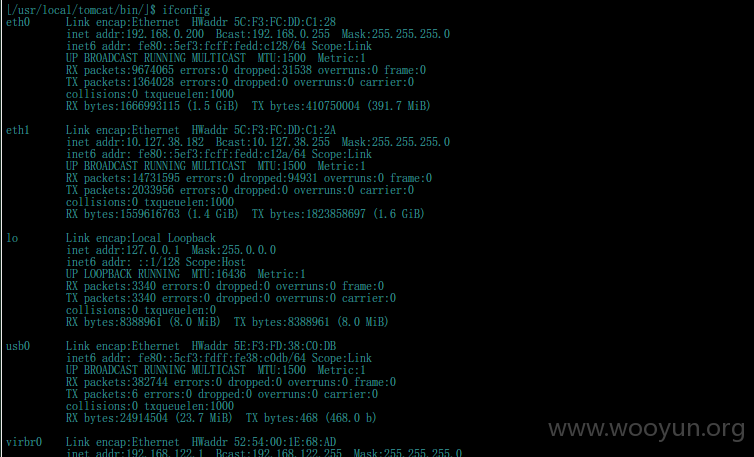 [/usr/local/tomcat/bin/]$ ifconfig
eth0 Link encap:Ethernet HWaddr 5C:F3:FC:DD:C1:28
inet addr:192.168.0.200 Bcast:192.168.0.255 Mask:255.255.255.0
inet6 addr: fe80::5ef3:fcff:fedd:c128/64 Scope:Link
UP BROADCAST RUNNING MULTICAST MTU:1500 Metric:1
RX packets:9674065 errors:0 dropped:31538 overruns:0 frame:0
TX packets:1364028 errors:0 dropped:0 overruns:0 carrier:0
collisions:0 txqueuelen:1000
RX bytes:1666993115 (1.5 GiB) TX bytes:410750004 (391.7 MiB)
eth1 Link encap:Ethernet HWaddr 5C:F3:FC:DD:C1:2A
inet addr:10.127.38.182 Bcast:10.127.38.255 Mask:255.255.255.0
inet6 addr: fe80::5ef3:fcff:fedd:c12a/64 Scope:Link
UP BROADCAST RUNNING MULTICAST MTU:1500 Metric:1
RX packets:14731595 errors:0 dropped:94931 overruns:0 frame:0
TX packets:2033956 errors:0 dropped:0 overruns:0 carrier:0
collisions:0 txqueuelen:1000
RX bytes:1559616763 (1.4 GiB) TX bytes:1823858697 (1.6 GiB)
lo Link encap:Local Loopback
inet addr:127.0.0.1 Mask:255.0.0.0
inet6 addr: ::1/128 Scope:Host
UP LOOPBACK RUNNING MTU:16436 Metric:1
RX packets:3340 errors:0 dropped:0 overruns:0 frame:0
TX packets:3340 errors:0 dropped:0 overruns:0 carrier:0
collisions:0 txqueuelen:0
RX bytes:8388961 (8.0 MiB) TX bytes:8388961 (8.0 MiB)
usb0 Link encap:Ethernet HWaddr 5E:F3:FD:38:C0:DB
inet6 addr: fe80::5cf3:fdff:fe38:c0db/64 Scope:Link
UP BROADCAST RUNNING MULTICAST MTU:1500 Metric:1
RX packets:382744 errors:0 dropped:0 overruns:0 frame:0
TX packets:6 errors:0 dropped:0 overruns:0 carrier:0
collisions:0 txqueuelen:1000
RX bytes:24914504 (23.7 MiB) TX bytes:468 (468.0 b)
www.wooyun.org
virbr0 Link encap:Ethernet HWaddr 52:54:00:1E:68:AD
inet addr:192.168.122.1 Bcast:192.168.122.255 Mask:255.255.255.0